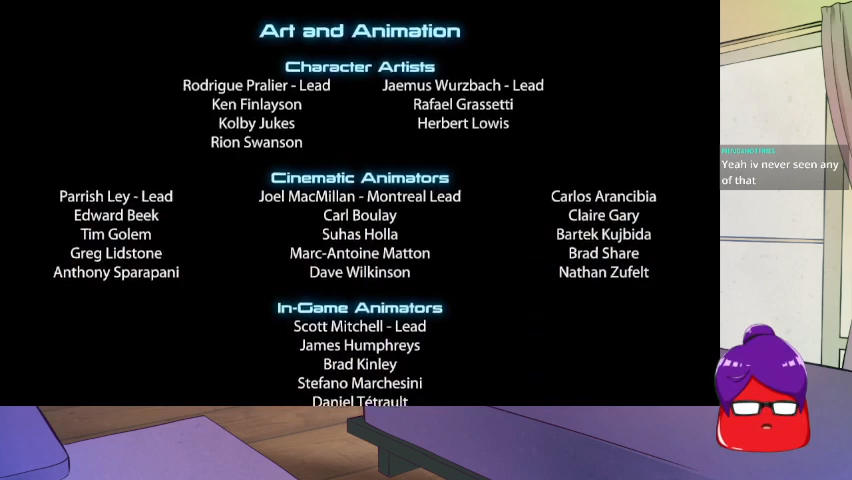 Art and Animation
Character Artists
Rodrigue Pralier - Lead
Ken Finlayson
Kolby Jukes
Rion Swanson
Jaemus Wurzbach - Lead
Rafael Grassetti
Herbert Lowis
Cinematic Animators
Parrish Ley - Lead
Edward Beek
Tim Golem
Greg Lidstone
Anthony Sparapani
Joel MacMillan - Montreal Lead
Carl Boulay
Suhas Holla
Marc-Antoine Matton
Dave Wilkinson
Carlos Arancibia
Claire Gary
Bartek Kujbida
Brad Share
Nathan Zufelt
In-Game Animators
Scott Mitchell - Lead
James Humphreys
Brad Kinley
Stefano Marchesini
Daniel Tétrault
Yeah iv never seen any
of that